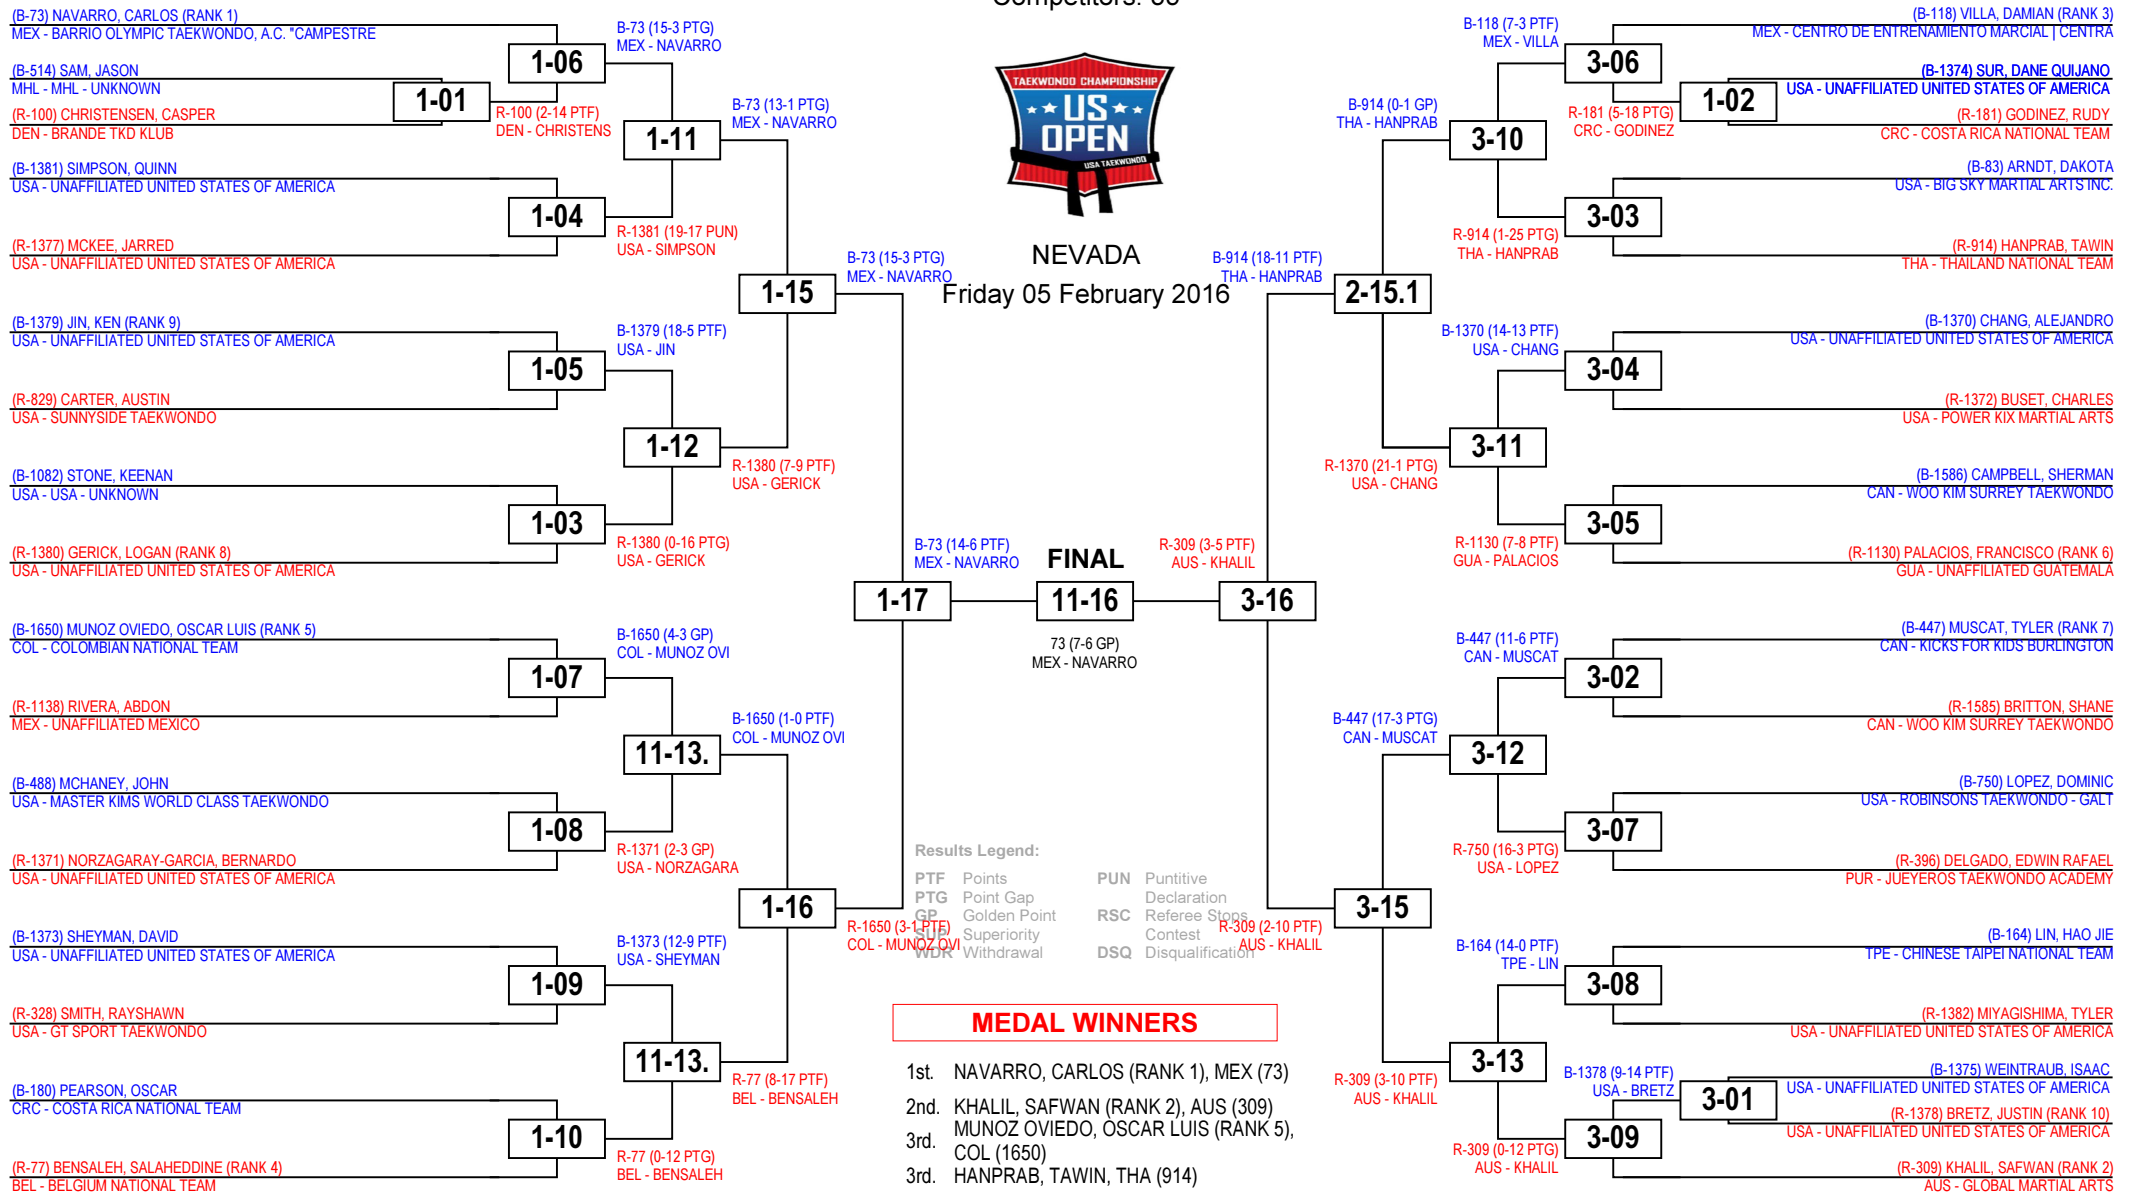 (B-73) NAVARRO, CARLOS (RANK 1)
MEX - BARRIO OLYMPIC TAEKWONDO, A.C. "CAMPESTRE
(B-514) SAM, JASON
MHL - MHL - UNKNOWN
(R-100) CHRISTENSEN, CASPER
DEN - BRANDE TKD KLUB
(B-1381) SIMPSON, QUINN
USA - UNAFFILIATED UNITED STATES OF AMERICA
(R-1377) MCKEE, JARRED
USA - UNAFFILIATED UNITED STATES OF AMERICA
(B-1379) JIN, KEN (RANK 9)
USA - UNAFFILIATED UNITED STATES OF AMERICA
(R-829) CARTER, AUSTIN
USA - SUNNYSIDE TAEKWONDO
(B-1082) STONE, KEENAN
USA - USA - UNKNOWN
(R-1380) GERICK, LOGAN (RANK 8)
USA - UNAFFILIATED UNITED STATES OF AMERICA
(B-1650) MUNOZ OVIEDO, OSCAR LUIS (RANK 5)
COL - COLOMBIAN NATIONAL TEAM
(R-1138) RIVERA, ABDON
MEX - UNAFFILIATED MEXICO
(B-488) MCHANEY, JOHN
USA - MASTER KIMS WORLD CLASS TAEKWONDO
(R-1371) NORZAGARAY-GARCIA, BERNARDO
USA - UNAFFILIATED UNITED STATES OF AMERICA
(B-1373) SHEYMAN, DAVID
USA - UNAFFILIATED UNITED STATES OF AMERICA
(R-328) SMITH, RAYSHAWN
USA - GT SPORT TAEKWONDO
(B-180) PEARSON, OSCAR
CRC - COSTA RICA NATIONAL TEAM
(R-77) BENSALEH, SALAHEDDINE (RANK 4)
BEL - BELGIUM NATIONAL TEAM
1-01
R-100 (2-14 PTF)
DEN - CHRISTENS
1-06
1-04
1-05
1-03
1-07
1-08
1-09
1-10
B-73 (15-3 PTG)
MEX - NAVARRO
1-11
R-1381 (19-17 PUN)
USA - SIMPSON
B-1379 (18-5 PTF)
USA - JIN
1-12
R-1380 (0-16 PTG)
USA - GERICK
B-1650 (4-3 GP)
COL - MUNOZ OVI
11-13.
R-1371 (2-3 GP)
USA - NORZAGARA
B-1373 (12-9 PTF)
USA - SHEYMAN
11-13.
R-77 (0-12 PTG)
BEL - BENSALEH
B-73 (13-1 PTG)
MEX - NAVARRO
1-15
R-1380 (7-9 PTF)
USA - GERICK
B-1650 (1-0 PTF)
COL - MUNOZ OVI
1-16
R-77 (8-17 PTF)
BEL - BENSALEH
B-73 (15-3 PTG)
MEX - NAVARRO
1-17
R-1650 (3-1 PTF)
COL - MUNOZ OVI
TAEKWONDO CHAMPIONSHIP
US
OPEN
USA TAEKWONDO
NEVADA
Friday 05 February 2016
B-73 (14-6 PTF)
MEX - NAVARRO
FINAL
11-16
73 (7-6 GP)
MEX - NAVARRO
R-309 (3-5 PTF)
AUS - KHALIL
3-16
Results Legend:
PTF Points
PTG Point Gap
GP Golden Point
SUP Superiority
WDR Withdrawal
PUN Puntitive
Declaration
RSC Referee Stops
Contest
DSQ Disqualification
MEDAL WINNERS
1st. NAVARRO, CARLOS (RANK 1), MEX (73)
2nd. KHALIL, SAFWAN (RANK 2), AUS (309)
3rd. MUNOZ OVIEDO, OSCAR LUIS (RANK 5),
COL (1650)
3rd. HANPRAB, TAWIN, THA (914)
B-914 (18-11 PTF)
THA - HANPRAB
2-15.1
R-309 (2-10 PTF)
AUS - KHALIL
3-15
B-914 (0-1 GP)
THA - HANPRAB
3-10
R-1370 (21-1 PTG)
USA - CHANG
3-11
B-447 (17-3 PTG)
CAN - MUSCAT
3-12
R-309 (3-10 PTF)
AUS - KHALIL
3-13
B-118 (7-3 PTF)
MEX - VILLA
3-06
R-914 (1-25 PTG)
THA - HANPRAB
3-03
B-1370 (14-13 PTF)
USA - CHANG
3-04
R-1130 (7-8 PTF)
GUA - PALACIOS
3-05
B-447 (11-6 PTF)
CAN - MUSCAT
3-02
R-750 (16-3 PTG)
USA - LOPEZ
3-07
B-164 (14-0 PTF)
TPE - LIN
3-08
R-309 (0-12 PTG)
AUS - KHALIL
3-09
R-181 (5-18 PTG)
CRC - GODINEZ
1-02
B-1378 (9-14 PTF)
USA - BRETZ
3-01
(B-118) VILLA, DAMIAN (RANK 3)
MEX - CENTRO DE ENTRENAMIENTO MARCIAL | CENTRA
(B-1374) SUR, DANE QUIJANO
USA - UNAFFILIATED UNITED STATES OF AMERICA
(R-181) GODINEZ, RUDY
CRC - COSTA RICA NATIONAL TEAM
(B-83) ARNDT, DAKOTA
USA - BIG SKY MARTIAL ARTS INC.
(R-914) HANPRAB, TAWIN
THA - THAILAND NATIONAL TEAM
(B-1370) CHANG, ALEJANDRO
USA - UNAFFILIATED UNITED STATES OF AMERICA
(R-1372) BUSET, CHARLES
USA - POWER KIX MARTIAL ARTS
(B-1586) CAMPBELL, SHERMAN
CAN - WOO KIM SURREY TAEKWONDO
(R-1130) PALACIOS, FRANCISCO (RANK 6)
GUA - UNAFFILIATED GUATEMALA
(B-447) MUSCAT, TYLER (RANK 7)
CAN - KICKS FOR KIDS BURLINGTON
(R-1585) BRITTON, SHANE
CAN - WOO KIM SURREY TAEKWONDO
(B-750) LOPEZ, DOMINIC
USA - ROBINSONS TAEKWONDO - GALT
(R-396) DELGADO, EDWIN RAFAEL
PUR - JUEYEROS TAEKWONDO ACADEMY
(B-164) LIN, HAO JIE
TPE - CHINESE TAIPEI NATIONAL TEAM
(R-1382) MIYAGISHIMA, TYLER
USA - UNAFFILIATED UNITED STATES OF AMERICA
(B-1375) WEINTRAUB, ISAAC
USA - UNAFFILIATED UNITED STATES OF AMERICA
(R-1378) BRETZ, JUSTIN (RANK 10)
USA - UNAFFILIATED UNITED STATES OF AMERICA
(R-309) KHALIL, SAFWAN (RANK 2)
AUS - GLOBAL MARTIAL ARTS